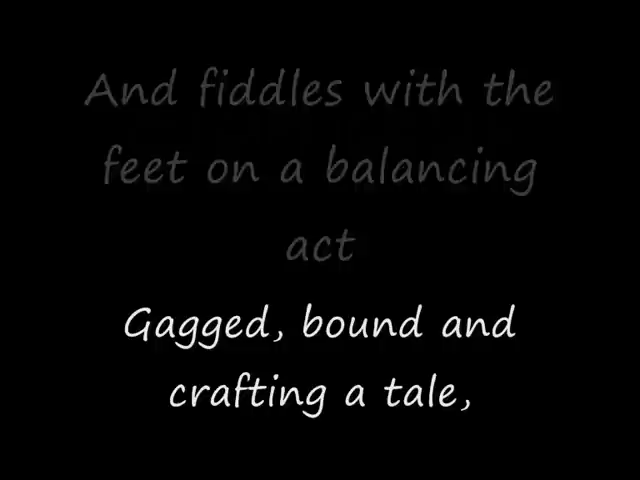 And fiddles with the
feet on a balancing
act
Gagged, bound and
crafting a tale,